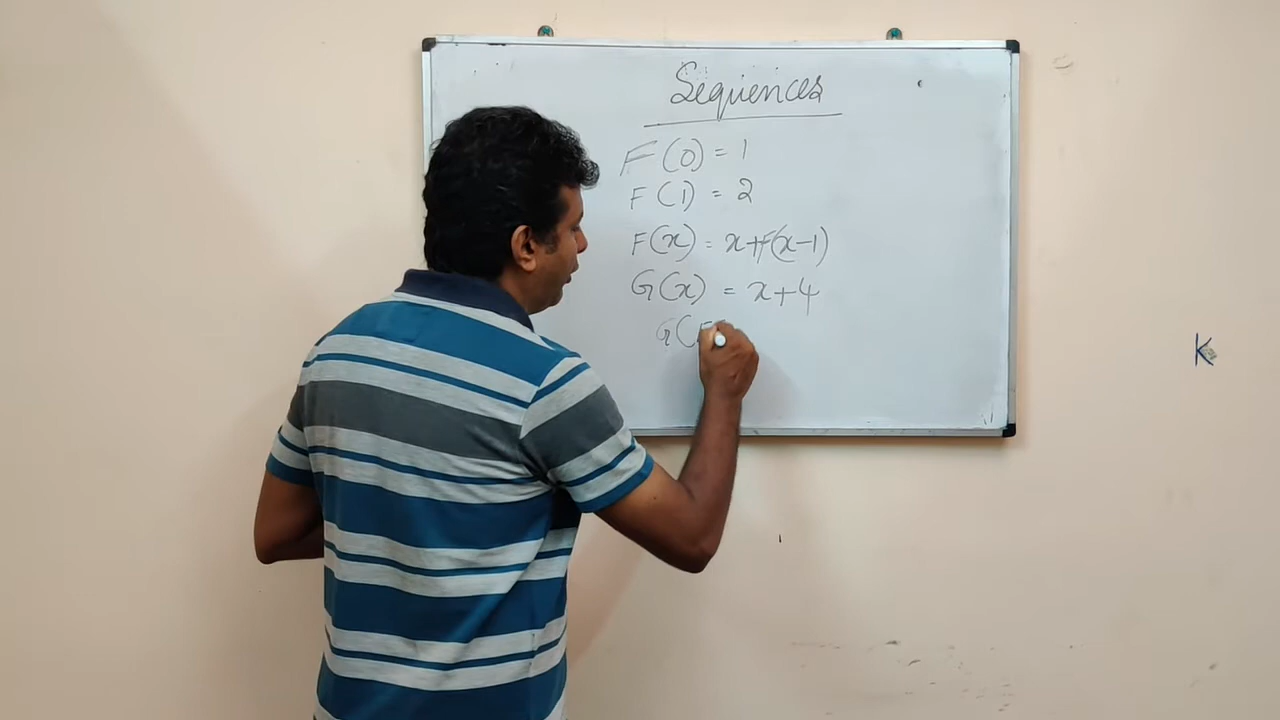 Sequences
F(0) = 1
F(1) = 2
F(x) = x+F(x-1)
G(x) = x+4
G(F
K